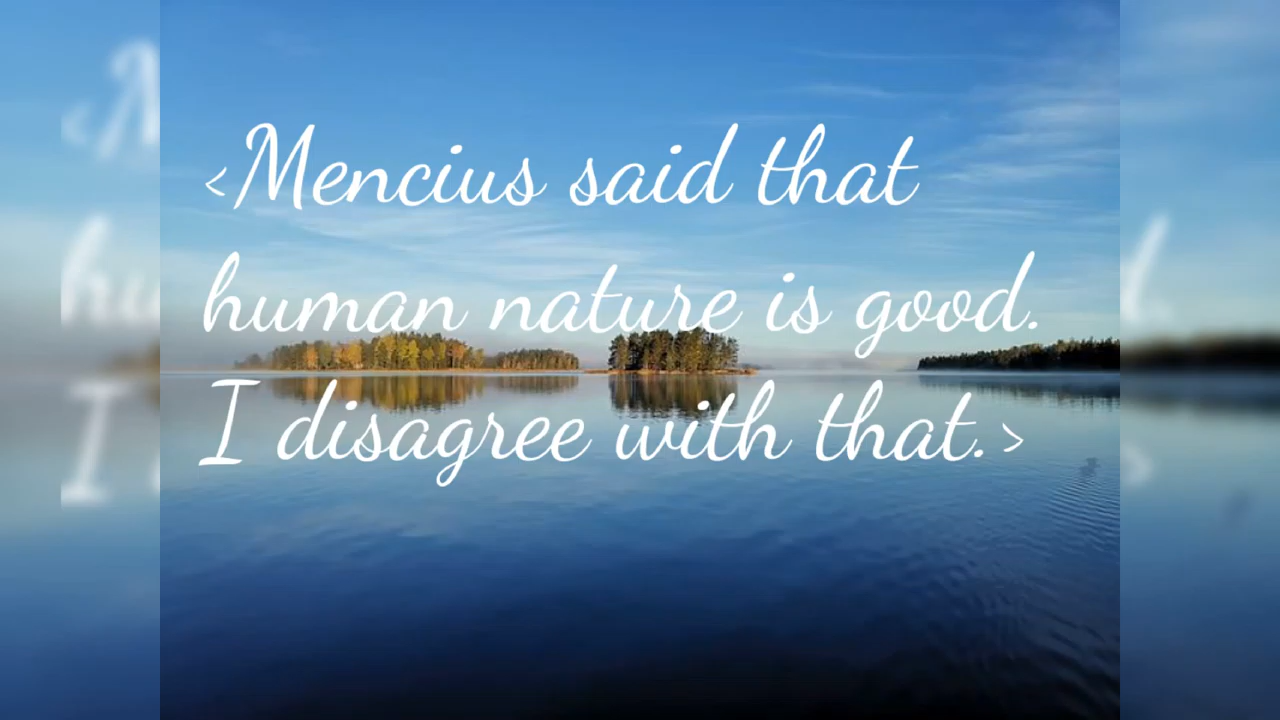 <Mencius said that
human nature is good.
I disagree with that.>